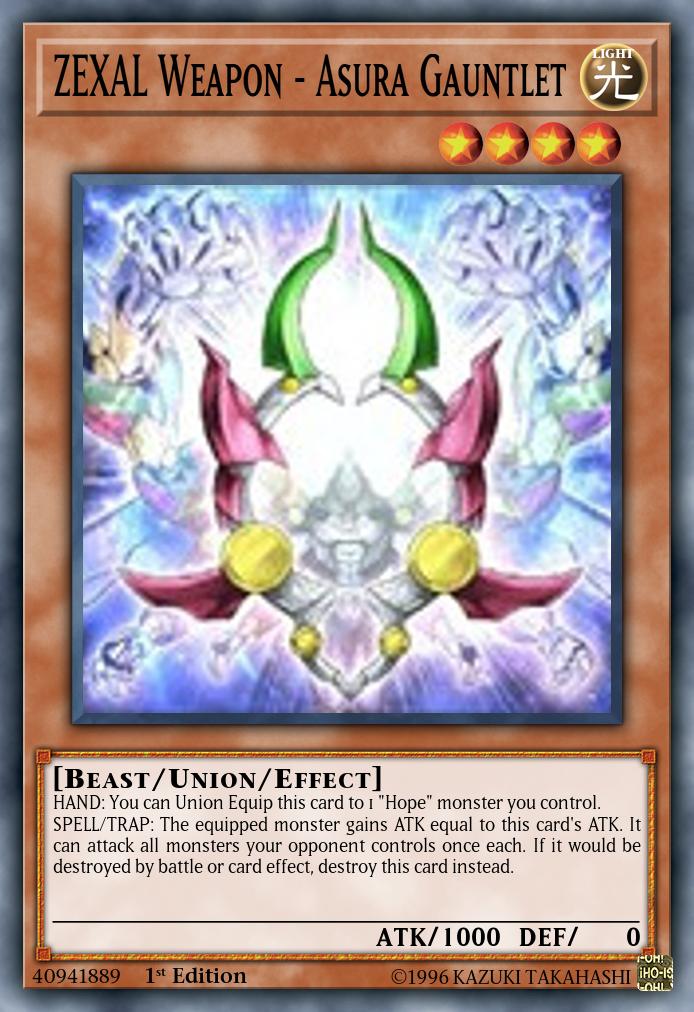 ZEXAL Weapon - Asura Gauntlet
LIGHT
光
[Beast/Union/Effect]
HAND: You can Union Equip this card to 1 "Hope" monster you control.
SPELL/TRAP: The equipped monster gains ATK equal to this card's ATK. It
can attack all monsters your opponent controls once each. If it would be
destroyed by battle or card effect, destroy this card instead.
ATK/1000 DEF/ 0
40941889 1st Edition ©1996 KAZUKI TAKAHASHI